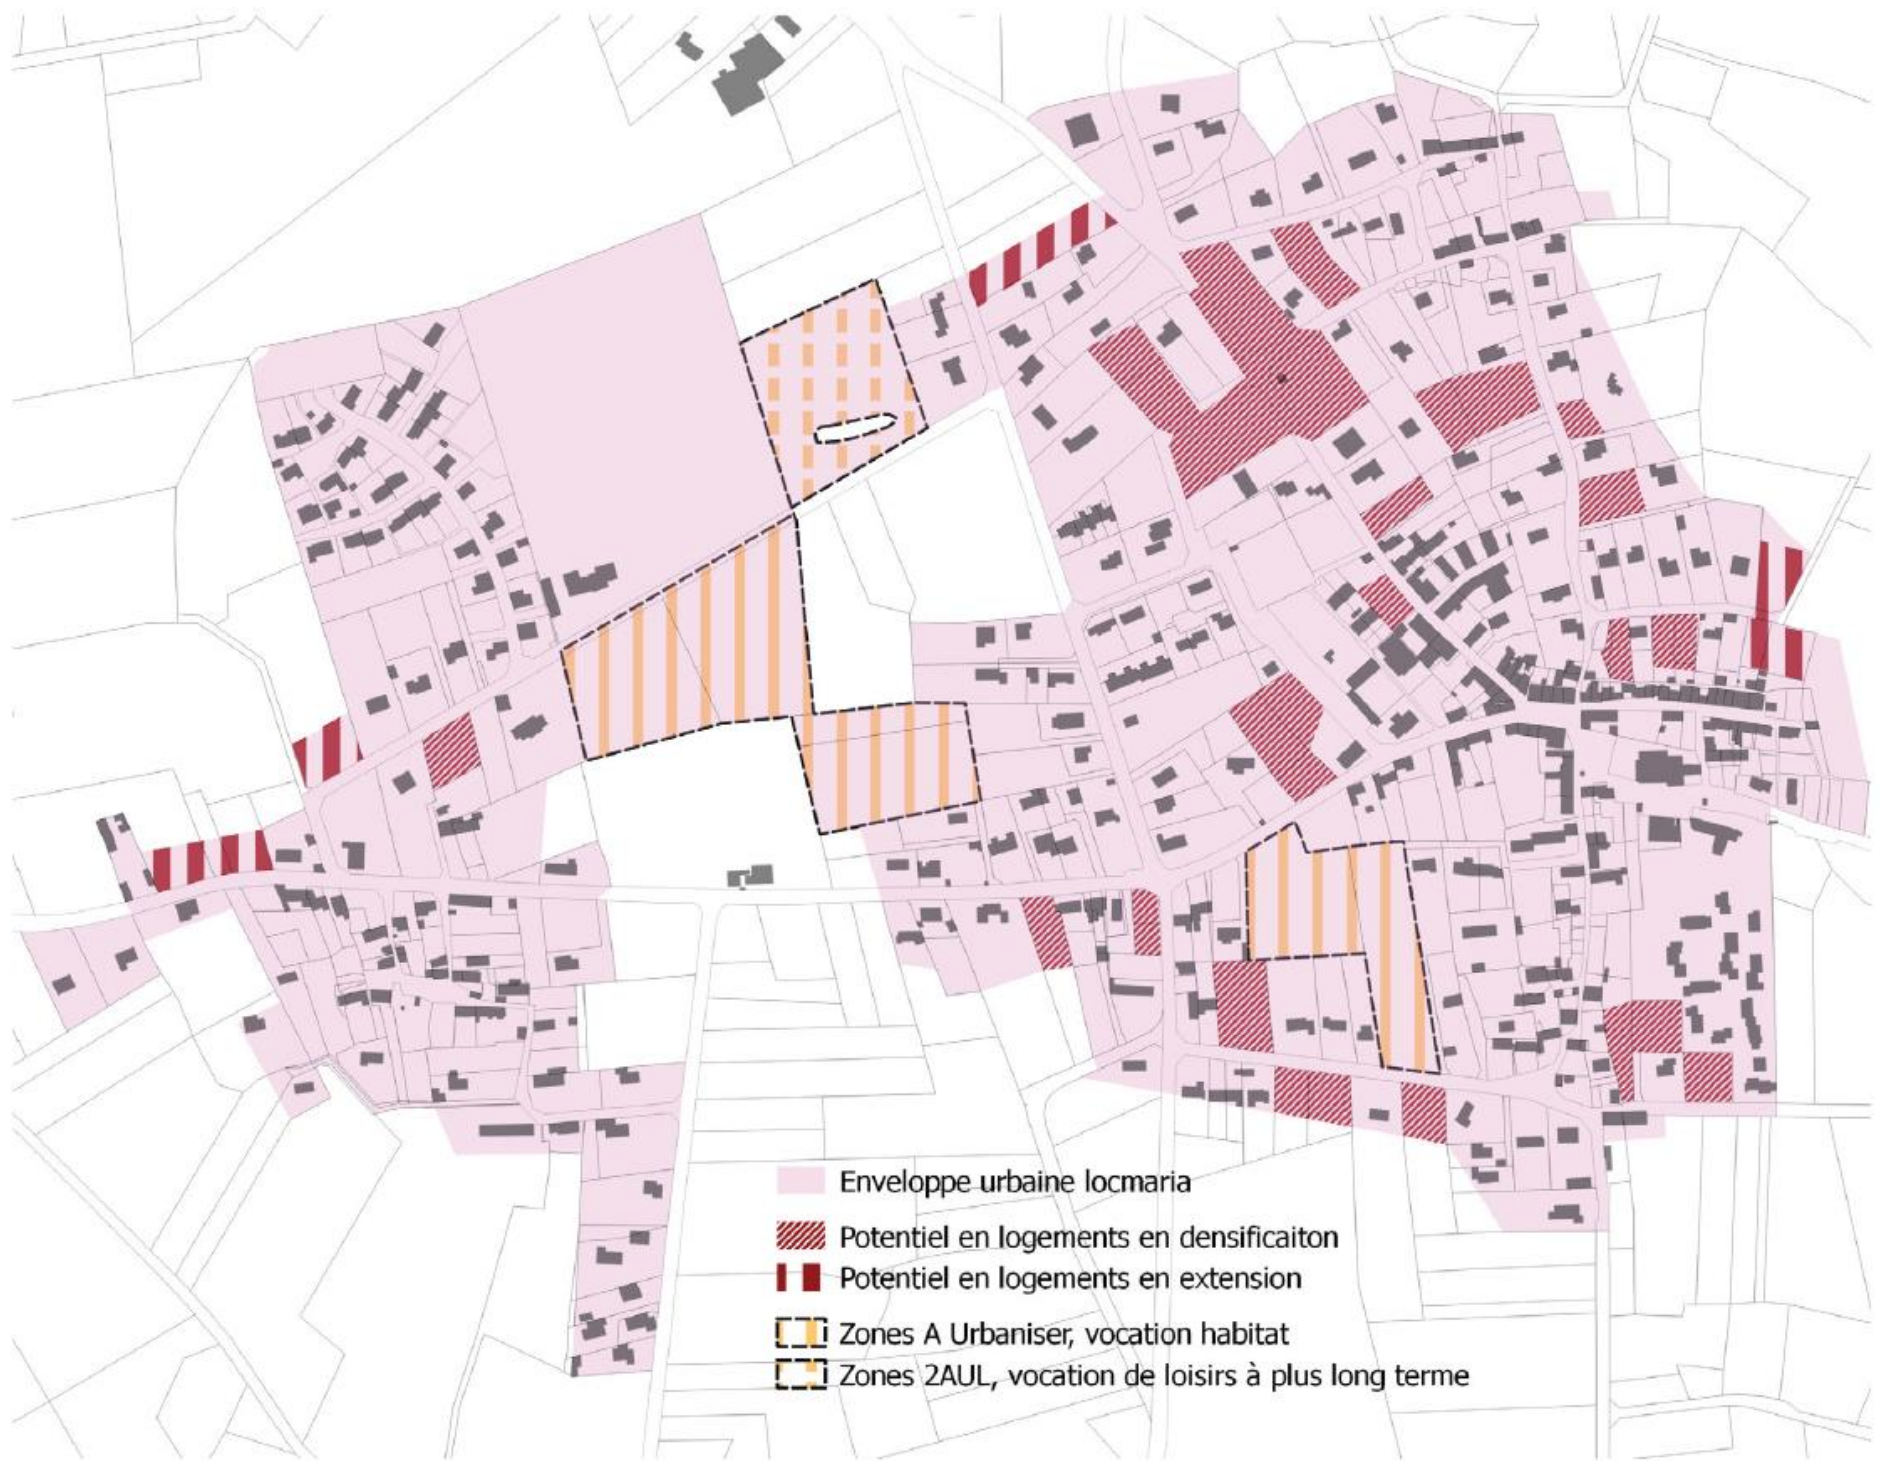 Enveloppe urbaine locmaria
Potentiel en logements en densificaiton
Potentiel en logements en extension
Zones A Urbaniser, vocation habitat
Zones 2AUL, vocation de loisirs à plus long terme